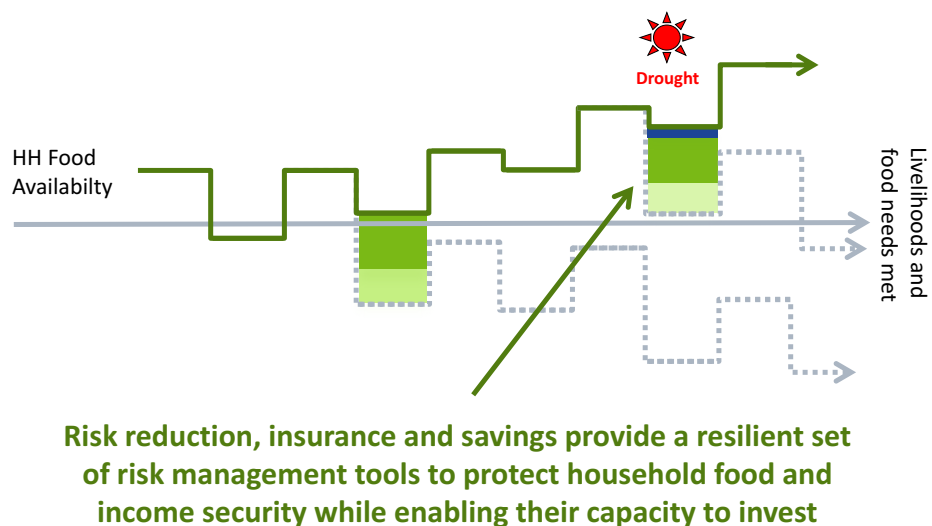 Drought
HH Food
Availabilty
Livelihoods and
food needs met
Risk reduction, insurance and savings provide a resilient set
of risk management tools to protect household food and
income security while enabling their capacity to invest